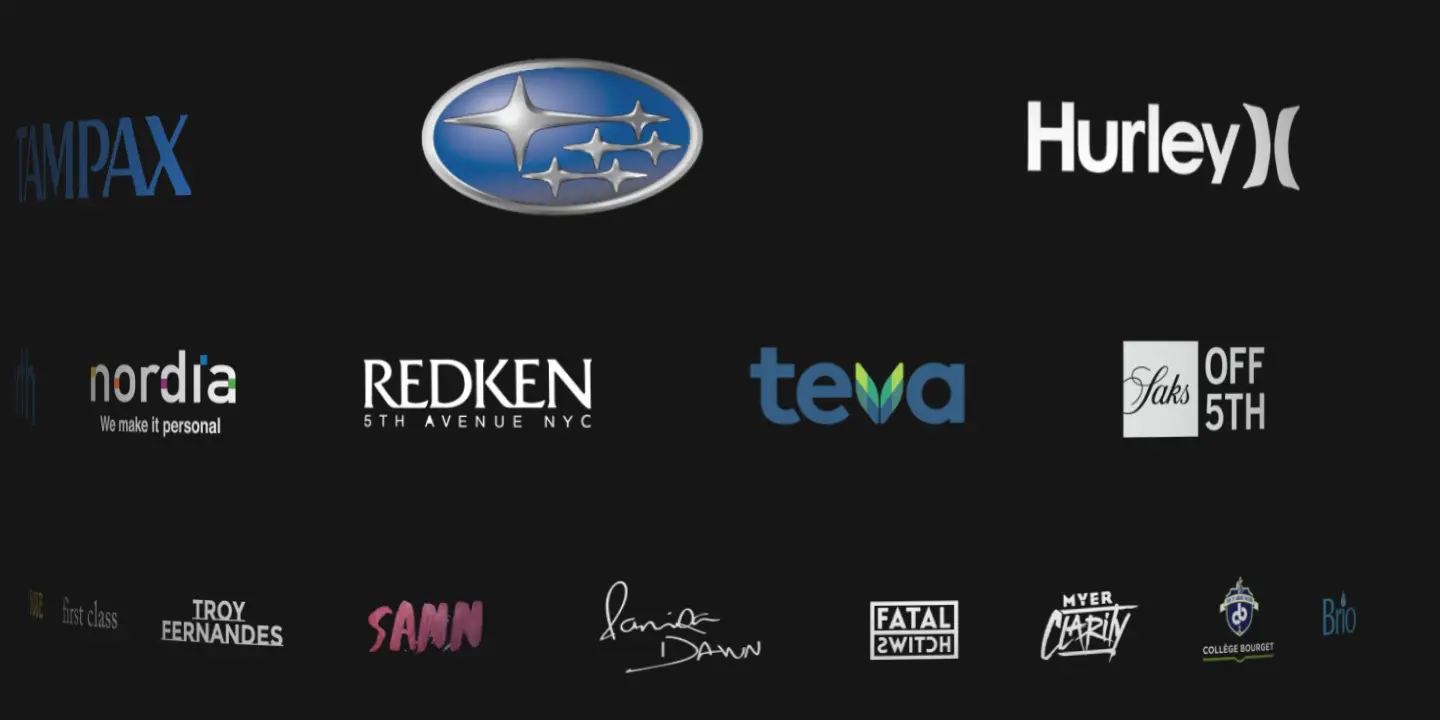 TAMPAX
Hurley
nordia
We make it personal
REDKEN
5TH AVENUE NYC
teva
Saks
OFF
5TH
first class
TROY
FERNANDES
SAMN
DAWN
FATAL
SWITCH
MYER
CLARITY
COLLÈGE BOURGET
Brio